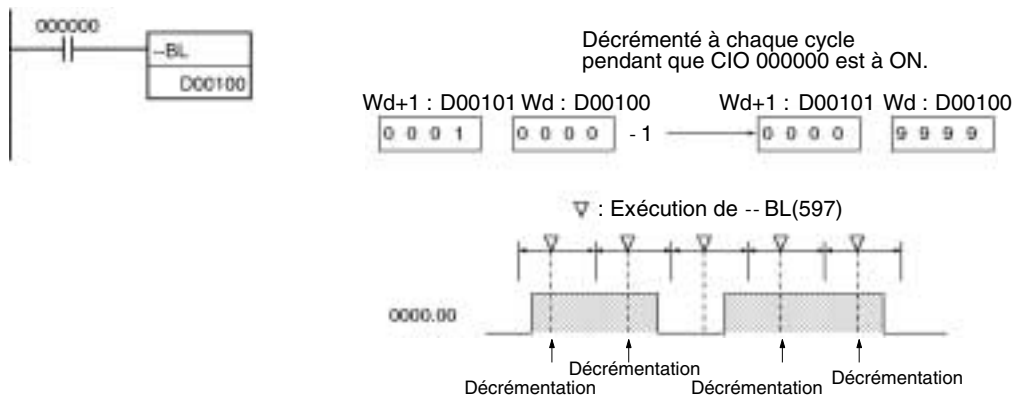 000000
--BL
D00100
Décrémenté à chaque cycle
pendant que CIO 000000 est à ON.
Wd+1 : D00101 Wd : D00100
Wd+1 : D00101 Wd : D00100
0 0 0 1
0 0 0 0
- 1
0 0 0 0
9 9 9 9
: Exécution de -- BL(597)
0000.00
Décrémentation
Décrémentation
Décrémentation
Décrémentation